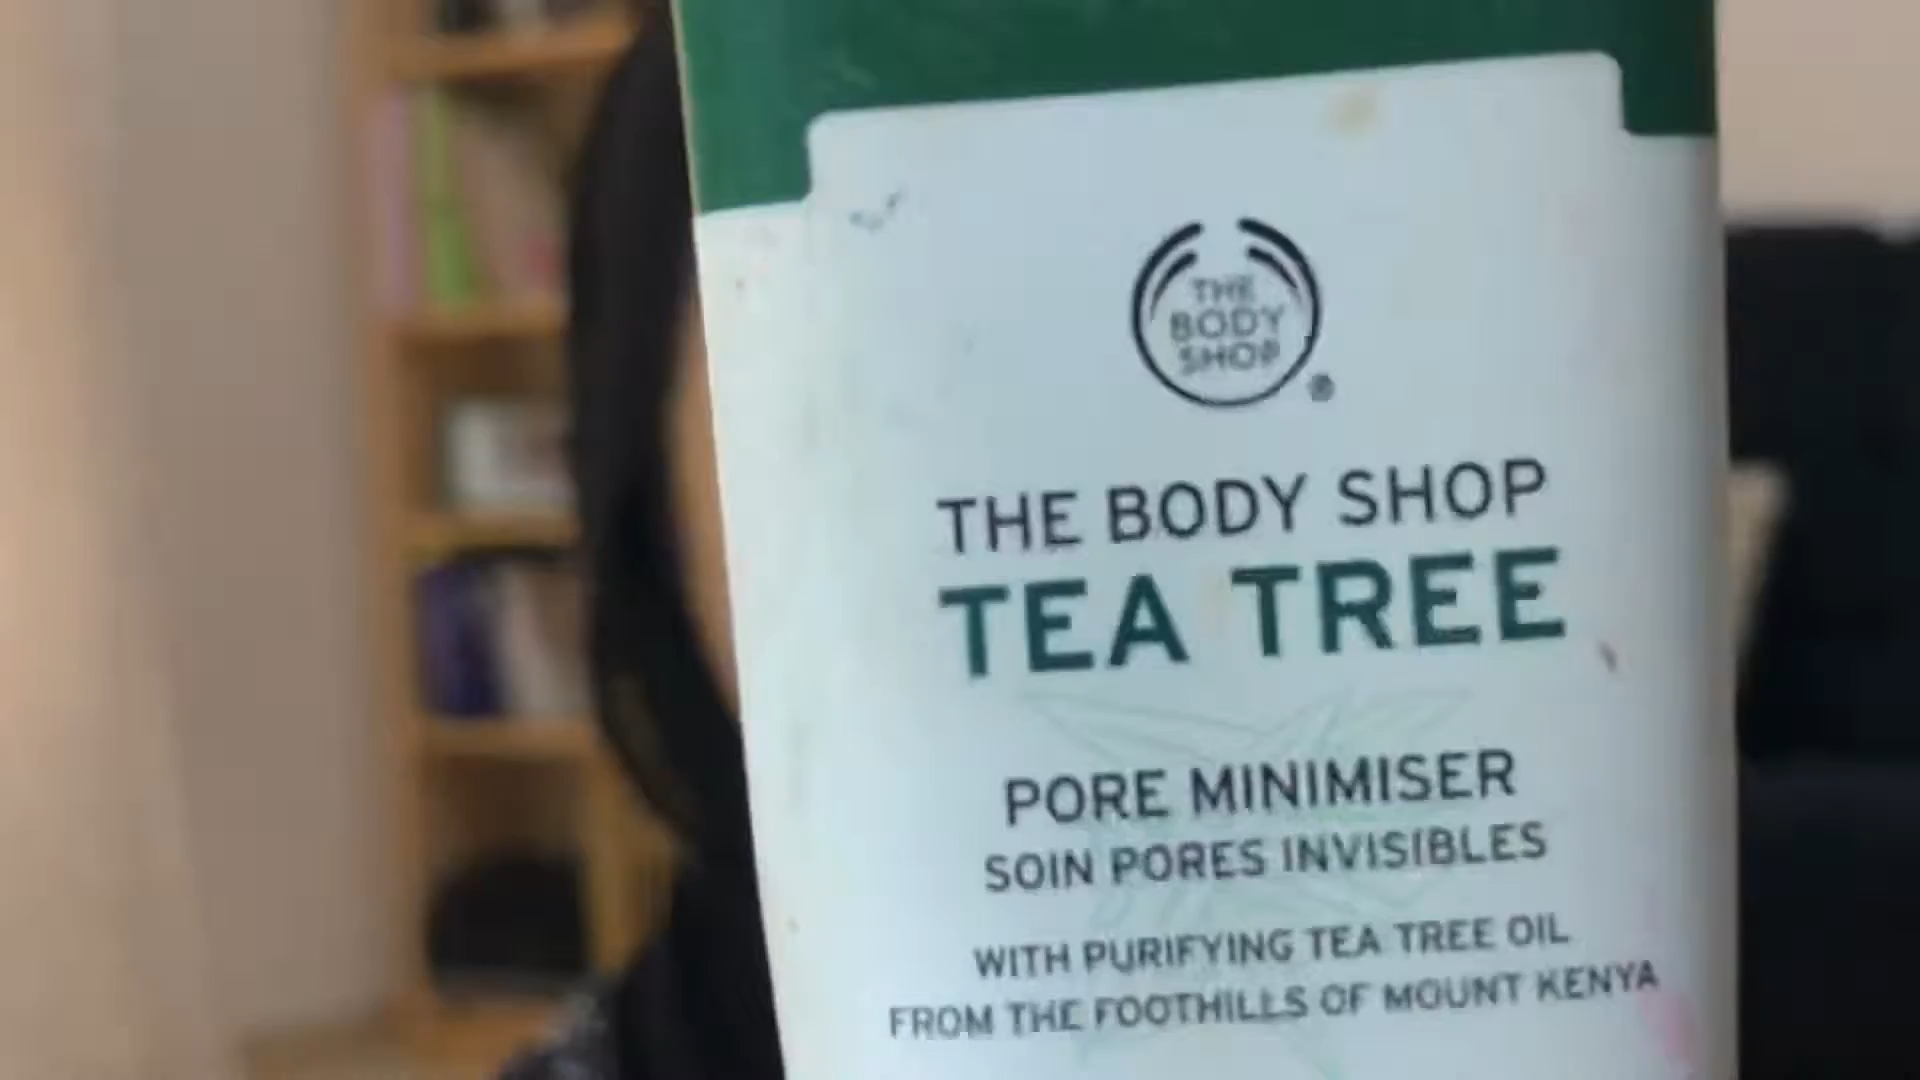 THE
BODY
SHOP
®
THE BODY SHOP
TEA TREE
PORE MINIMISER
SOIN PORES INVISIBLES
WITH PURIFYING TEA TREE OIL
FROM THE FOOTHILLS OF MOUNT KENYA